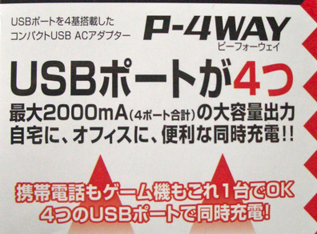 USBポートを4基搭載した
コンパクトUSB ACアダプター
P-4WAY
ピーフォーウェイ
USBポートが4つ
最大2000mA(4ポート合計)の大容量出力
自宅に、オフィスに、便利な同時充電!!
携帯電話もゲーム機もこれ1台でOK
4つのUSBポートで同時充電!